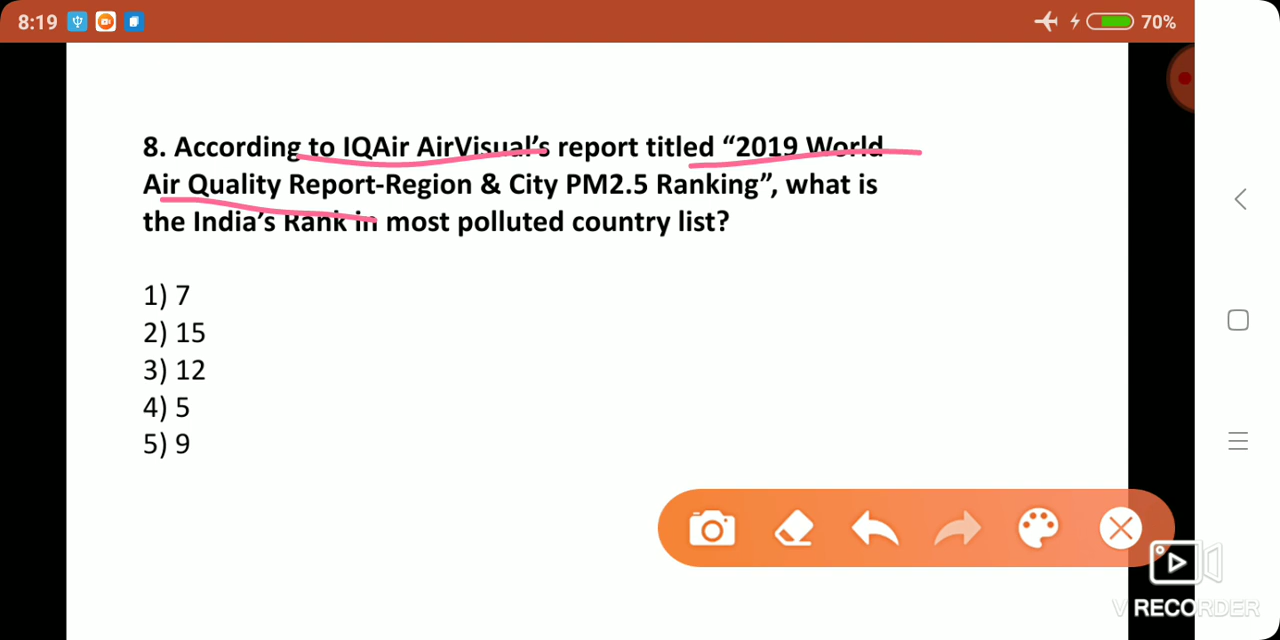 8:19
70%
8. According to IQAir AirVisual's report titled “2019 World
Air Quality Report-Region & City PM2.5 Ranking”, what is
the India's Rank in most polluted country list?
1) 7
2) 15
3) 12
4) 5
5) 9
V RECORDER